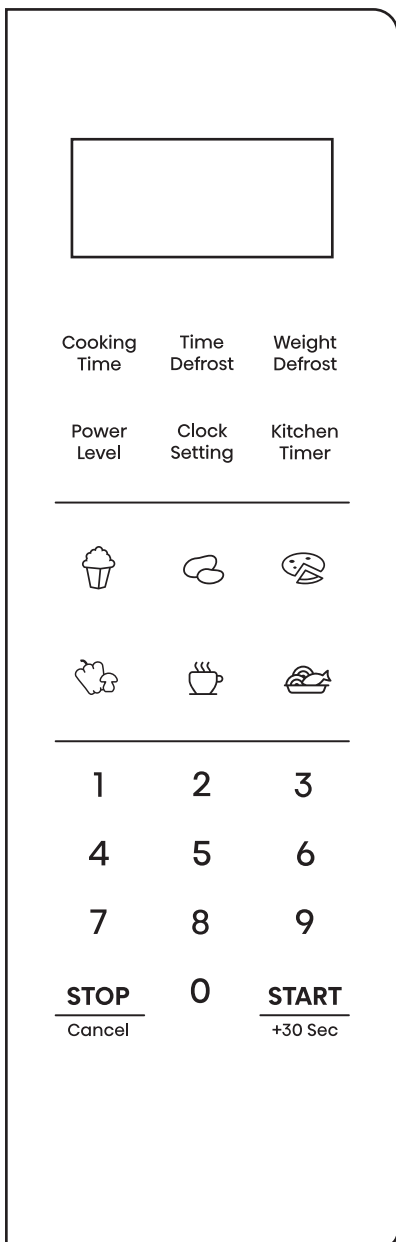 Cooking Time
Time Defrost
Weight Defrost
Power Level
Clock Setting
Kitchen Timer
1 2 3
4 5 6
7 8 9
STOP 0 START
Cancel +30 Sec